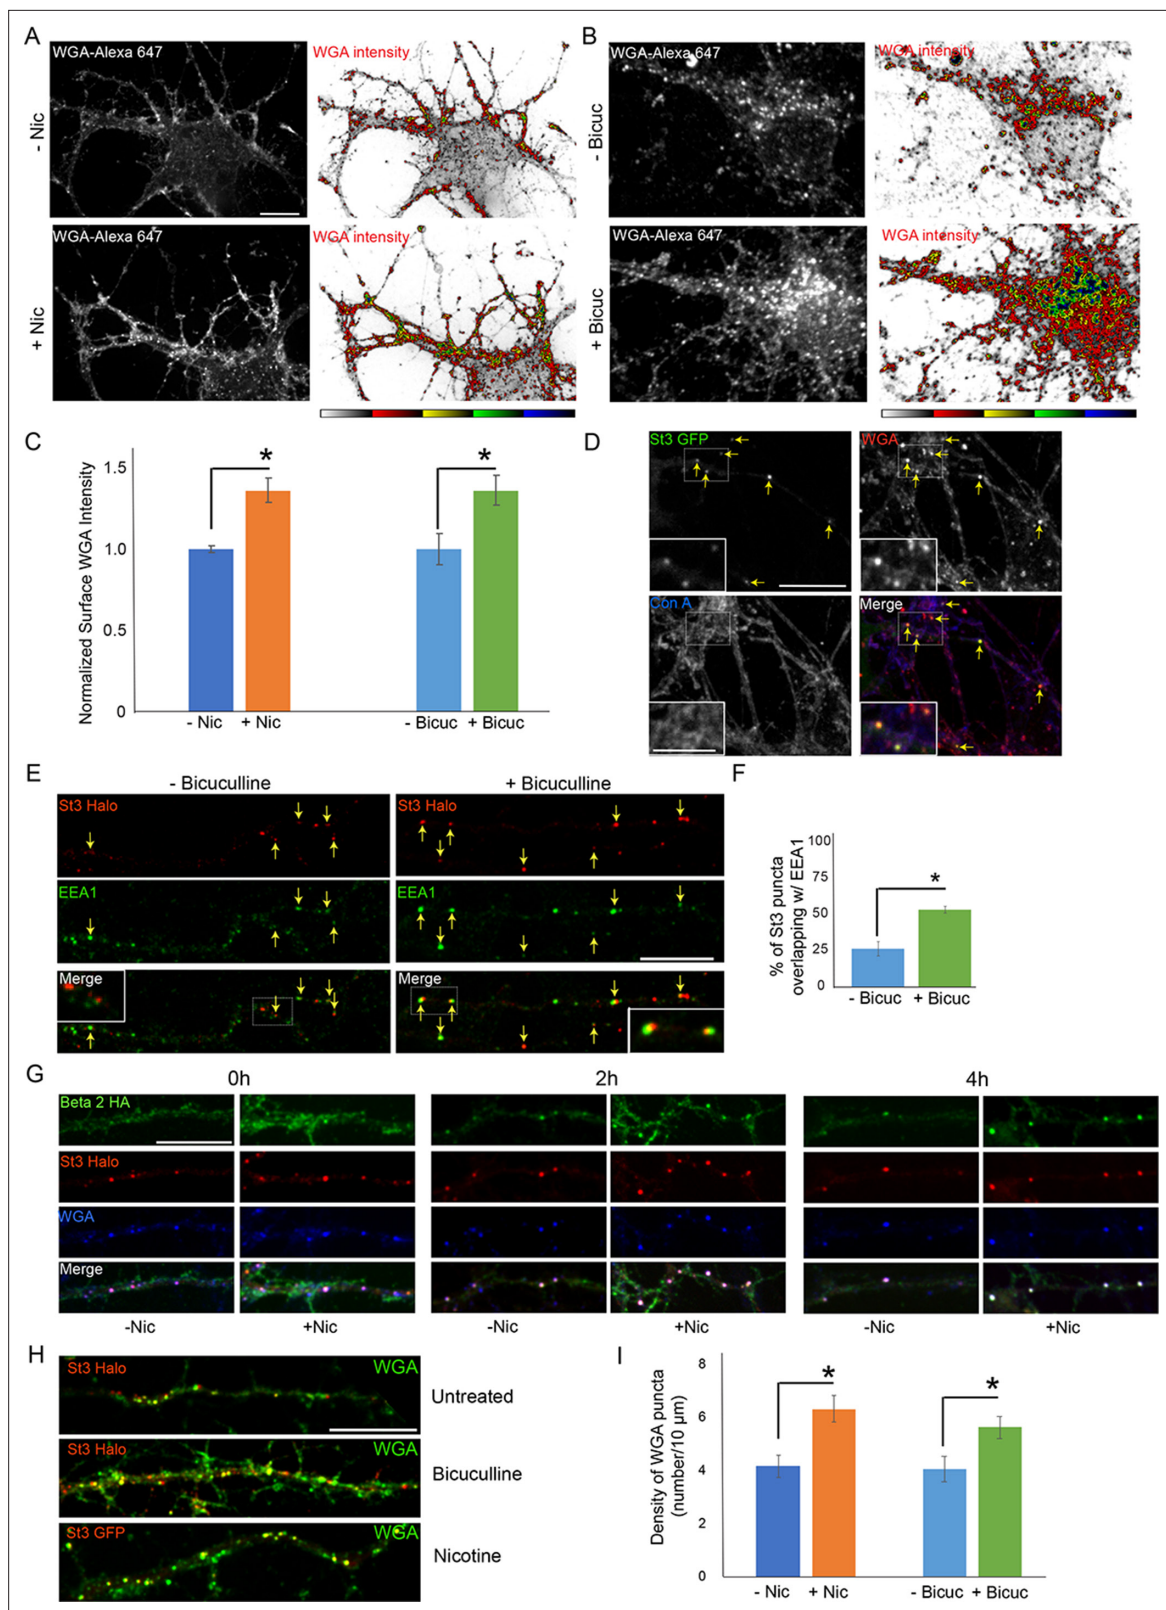 A
WGA-Alexa 647
WGA intensity
- Nic
WGA-Alexa 647
WGA intensity
+ Nic
B
WGA-Alexa 647
WGA intensity
- Bicuc
WGA-Alexa 647
WGA intensity
+ Bicuc
C
Normalized Surface WGA Intensity
1.5
1.0
0.5
0
*
*
- Nic + Nic
- Bicuc + Bicuc
D
St3 GFP
WGA
Con A
Merge
E
- Bicuculline
+ Bicuculline
St3 Halo
St3 Halo
EEA1
EEA1
Merge
Merge
F
% of St3 puncta
overlapping w/ EEA1
100
75
50
25
0
*
- Bicuc + Bicuc
G
0h
2h
4h
Beta 2 HA
St3 Halo
WGA
Merge
-Nic
+Nic
-Nic
+Nic
-Nic
+Nic
H
St3 Halo
WGA
Untreated
St3 Halo
WGA
Bicuculline
St3 GFP
WGA
Nicotine
I
Density of WGA puncta
(number/10 µm)
8
6
4
2
0
*
*
- Nic + Nic
- Bicuc + Bicuc